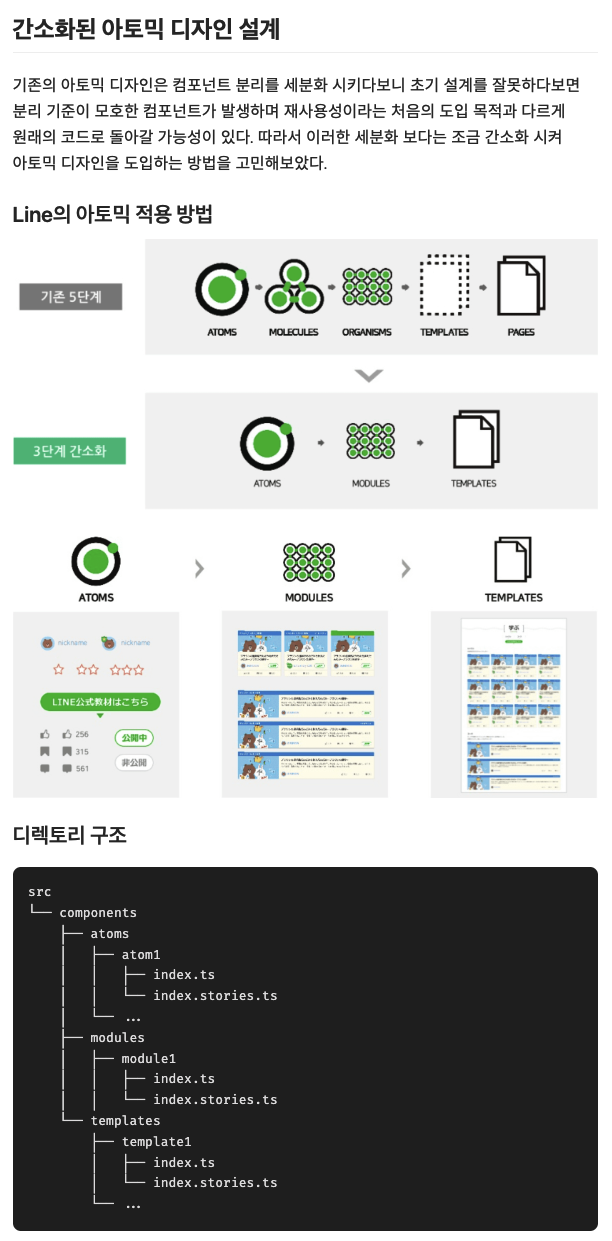 간소화된 아토믹 디자인 설계
기존의 아토믹 디자인은 컴포넌트 분리를 세분화 시키다보니 초기 설계를 잘못하다보면
분리 기준이 모호한 컴포넌트가 발생하며 재사용성이라는 처음의 도입 목적과 다르게
원래의 코드로 돌아갈 가능성이 있다. 따라서 이러한 세분화 보다는 조금 간소화 시켜
아토믹 디자인을 도입하는 방법을 고민해보았다.
Line의 아토믹 적용 방법
기존 5단계
ATOMS MOLECULES ORGANISMS TEMPLATES PAGES
3단계 간소화
ATOMS MODULES TEMPLATES
ATOMS MODULES TEMPLATES
nickname nickname
LINE公式教材はこちら
256
公開中
315
非公開
561
学ぶ
디렉토리 구조
src
└── components
    ├── atoms
    │   ├── atom1
    │   │   ├── index.ts
    │   │   └── index.stories.ts
    │   └── ...
    ├── modules
    │   ├── module1
    │   │   ├── index.ts
    │   │   └── index.stories.ts
    └── templates
        ├── template1
        │   ├── index.ts
        │   └── index.stories.ts
        └── ...